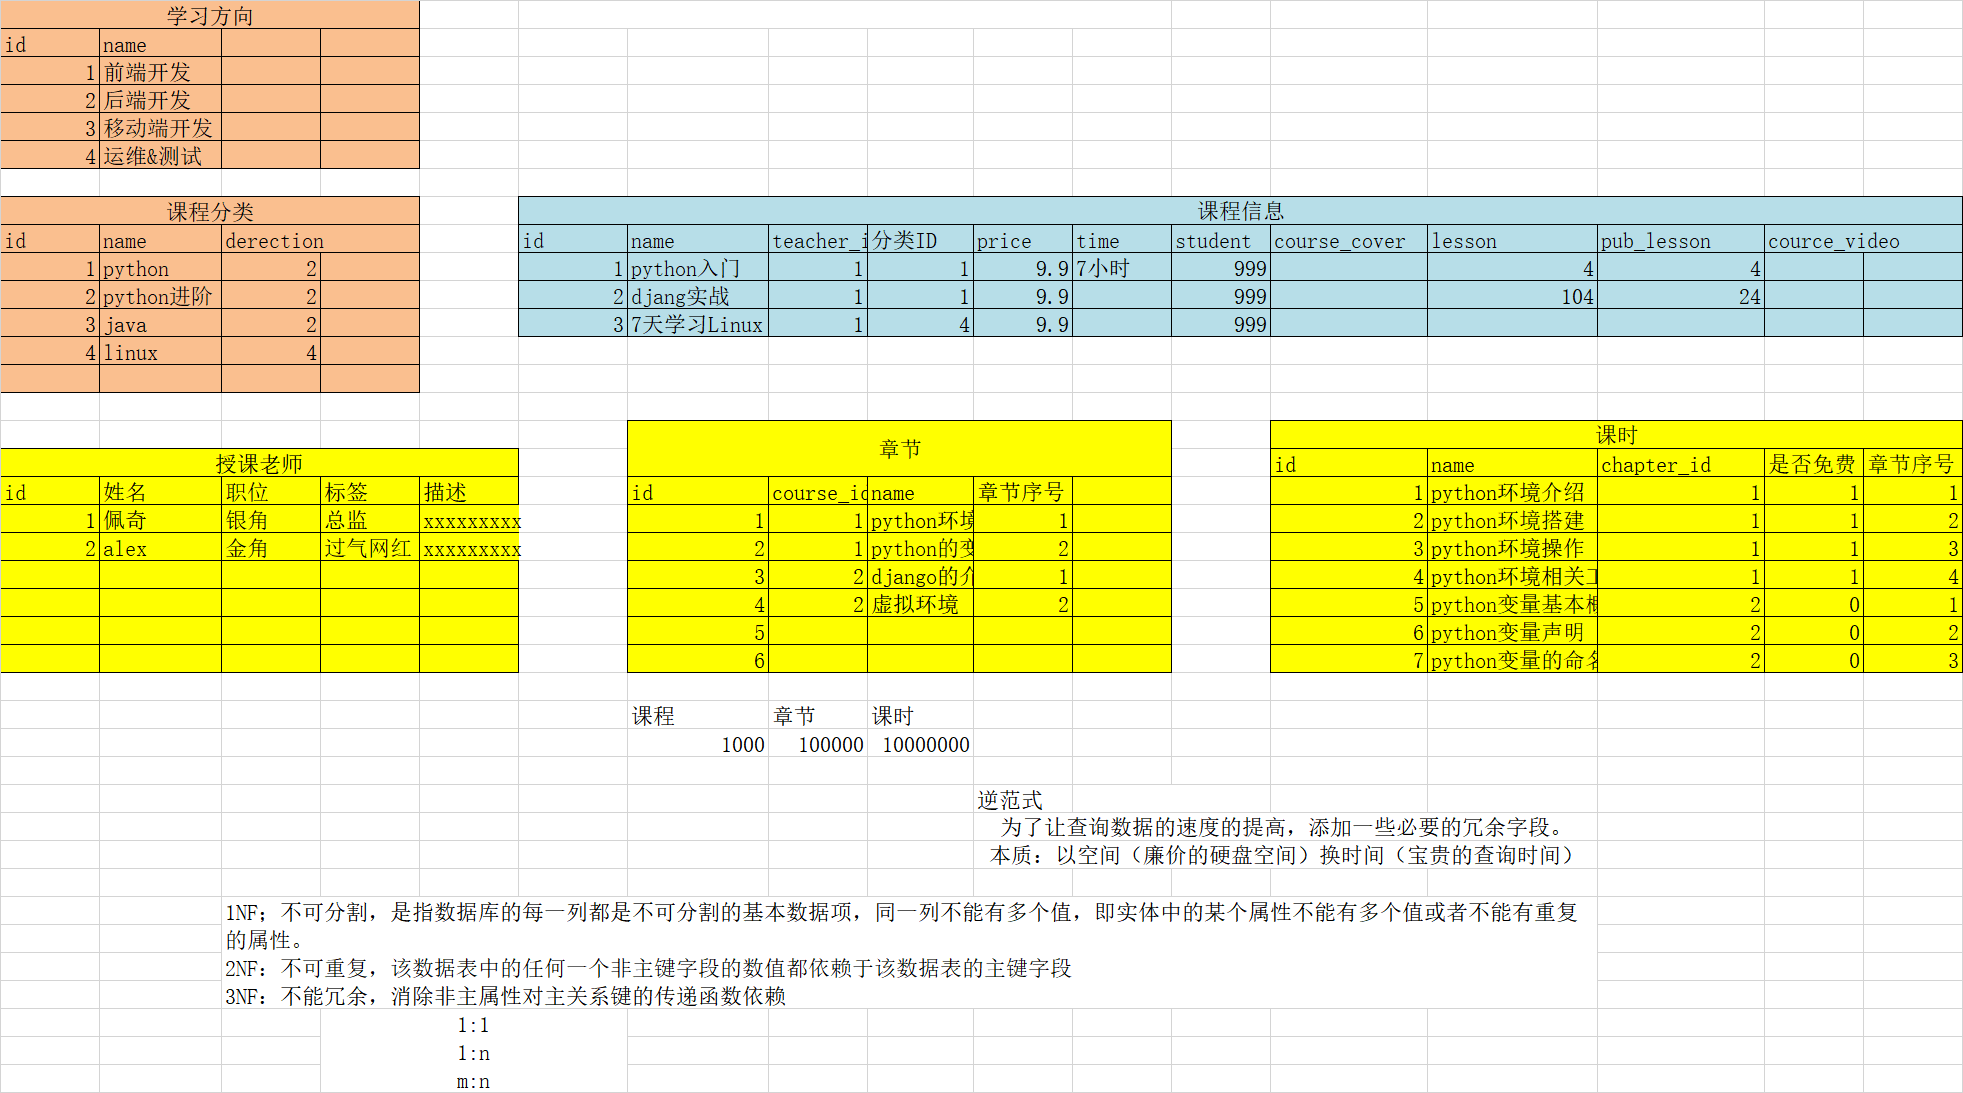 学习方向
id name
1 前端开发
2 后端开发
3 移动端开发
4 运维&测试
课程分类
id name derection
1 python 2
2 python进阶 2
3 java 2
4 linux 4
课程信息
id name teacher_i 分类ID price time student course_cover lesson pub_lesson cource_video
1 python入门 1 1 9.9 7小时 999 4 4
2 djang实战 1 1 9.9 999 104 24
3 7天学习Linux 1 4 9.9 999
授课老师
id 姓名 职位 标签 描述
1 佩奇 银角 总监 xxxxxxxxx
2 alex 金角 过气网红 xxxxxxxxx
章节
id course_id name 章节序号
1 1 python环境 1
2 1 python的变 2
3 2 django的介 1
4 2 虚拟环境 2
5
6
课时
id name chapter_id 是否免费 章节序号
1 python环境介绍 1 1 1
2 python环境搭建 1 1 2
3 python环境操作 1 1 3
4 python环境相关工 1 1 4
5 python变量基本概 2 0 1
6 python变量声明 2 0 2
7 python变量的命名 2 0 3
课程 章节 课时
1000 100000 10000000
逆范式
为了让查询数据的速度的提高，添加一些必要的冗余字段。
本质：以空间（廉价的硬盘空间）换时间（宝贵的查询时间）
1NF；不可分割，是指数据库的每一列都是不可分割的基本数据项，同一列不能有多个值，即实体中的某个属性不能有多个值或者不能有重复
的属性。
2NF：不可重复，该数据表中的任何一个非主键字段的数值都依赖于该数据表的主键字段
3NF：不能冗余，消除非主属性对主关系键的传递函数依赖
1:1
1:n
m:n